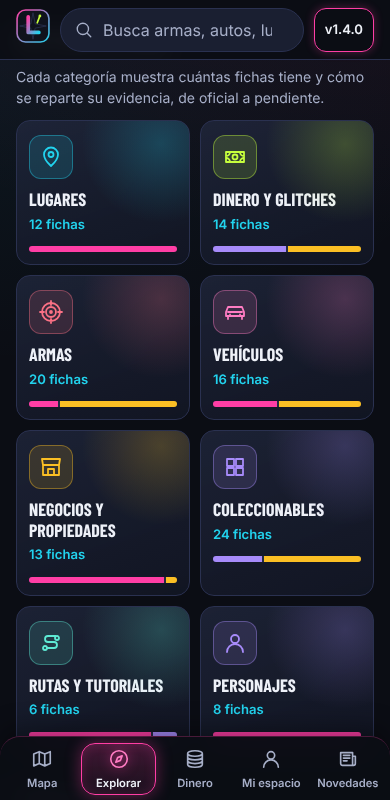 Busca armas, autos, lu
v1.4.0
Cada categoría muestra cuántas fichas tiene y cómo
se reparte su evidencia, de oficial a pendiente.
LUGARES
12 fichas
DINERO Y GLITCHES
14 fichas
ARMAS
20 fichas
VEHÍCULOS
16 fichas
NEGOCIOS Y
PROPIEDADES
13 fichas
COLECCIONABLES
24 fichas
RUTAS Y TUTORIALES
6 fichas
PERSONAJES
8 fichas
Mapa
Explorar
Dinero
Mi espacio
Novedades